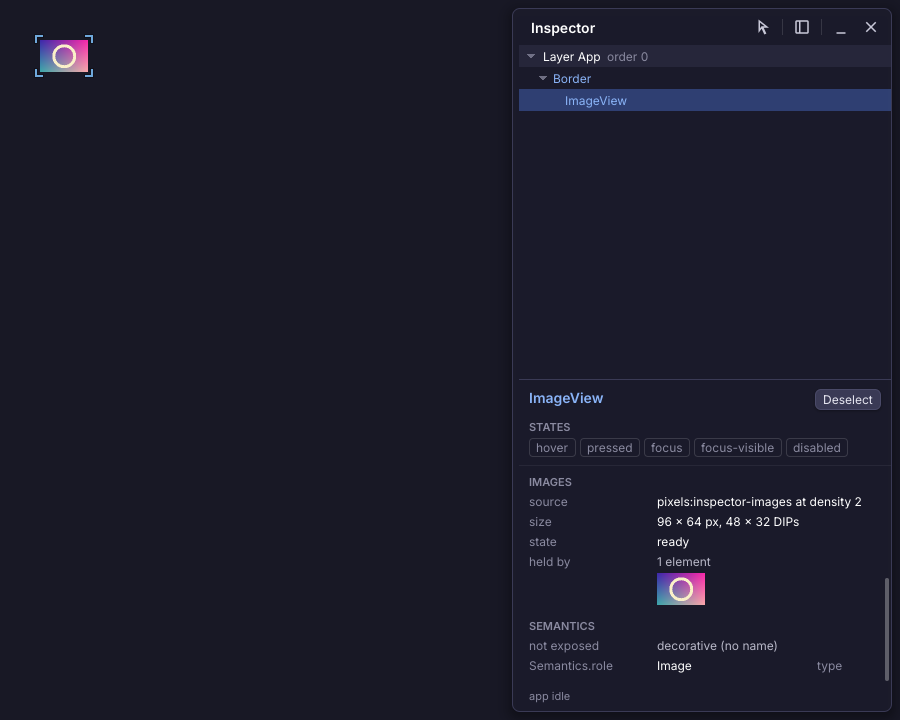 Inspector
Layer App order 0
Border
ImageView
ImageView
Deselect
STATES
hover pressed focus focus-visible disabled
IMAGES
source pixels:inspector-images at density 2
size 96 × 64 px, 48 × 32 DIPs
state ready
held by 1 element
SEMANTICS
not exposed decorative (no name)
Semantics.role Image type
app idle